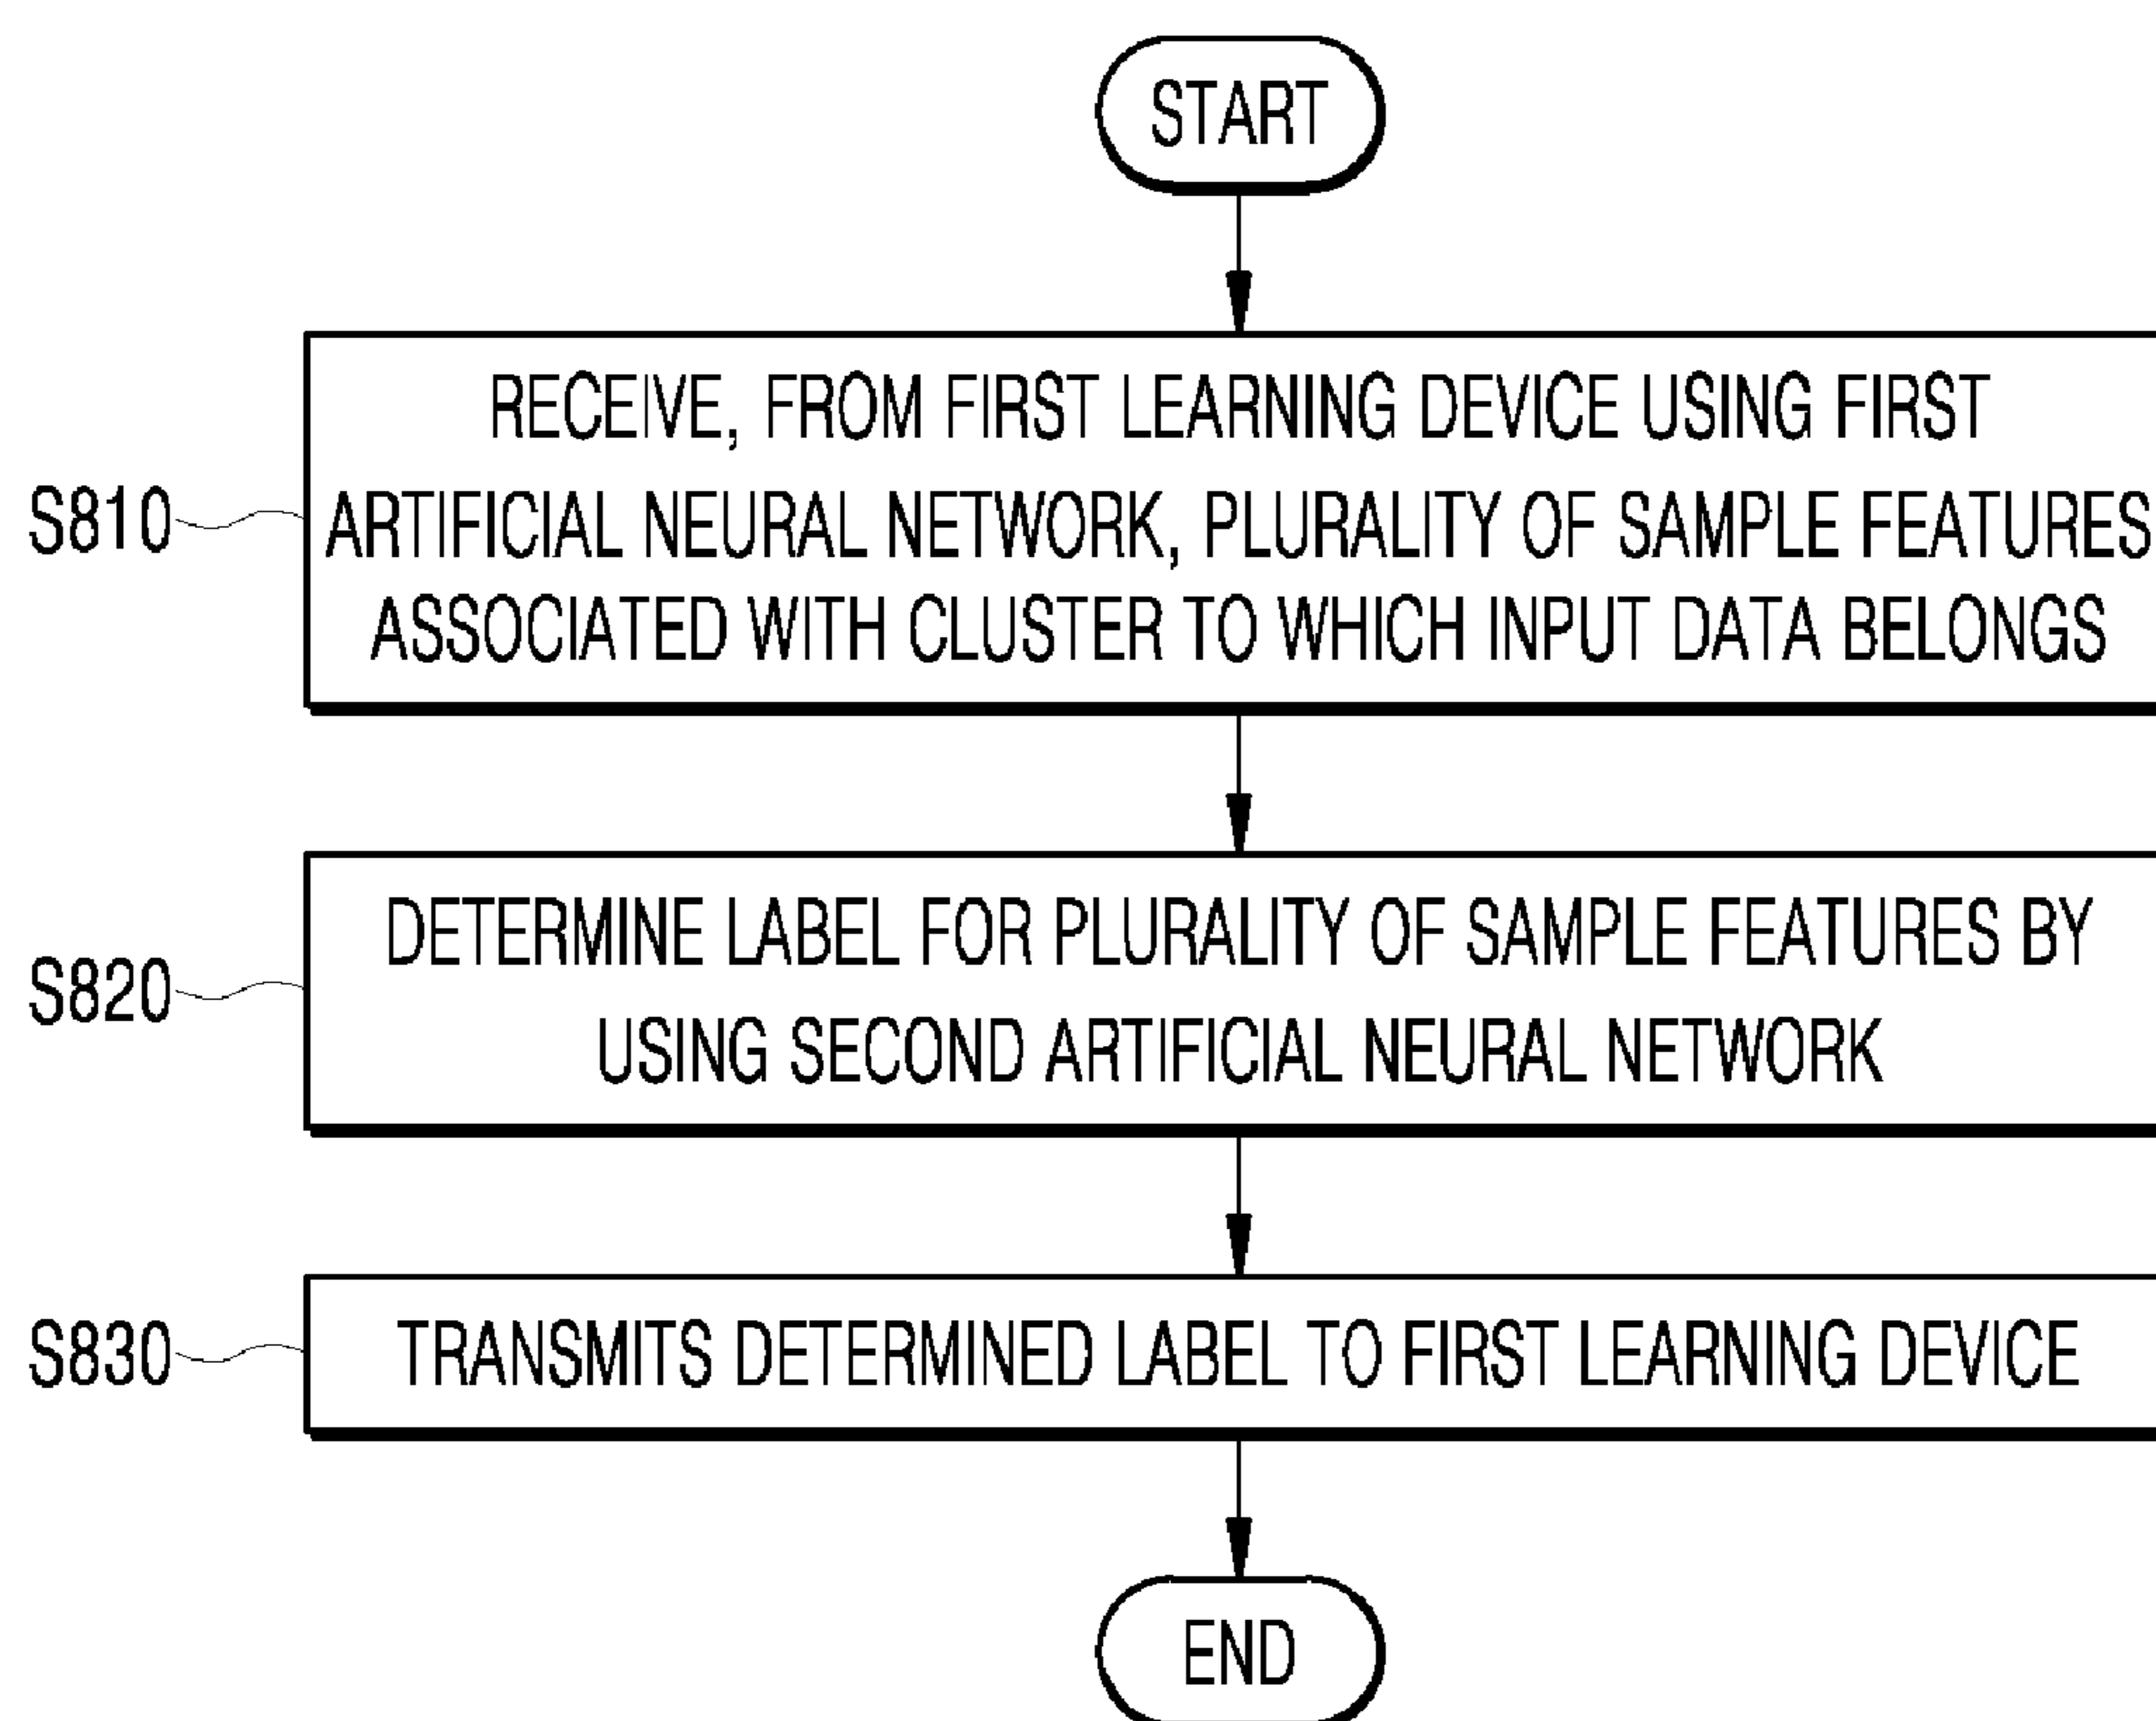 START
RECEIVE, FROM FIRST LEARNING DEVICE USING FIRST
S810
ARTIFICIAL NEURAL NETWORK, PLURALITY OF SAMPLE FEATURES
ASSOCIATED WITH CLUSTER TO WHICH INPUT DATA BELONGS
DETERMINE LABEL FOR PLURALITY OF SAMPLE FEATURES BY
S820
USING SECOND ARTIFICIAL NEURAL NETWORK
S830
TRANSMITS DETERMINED LABEL TO FIRST LEARNING DEVICE
END